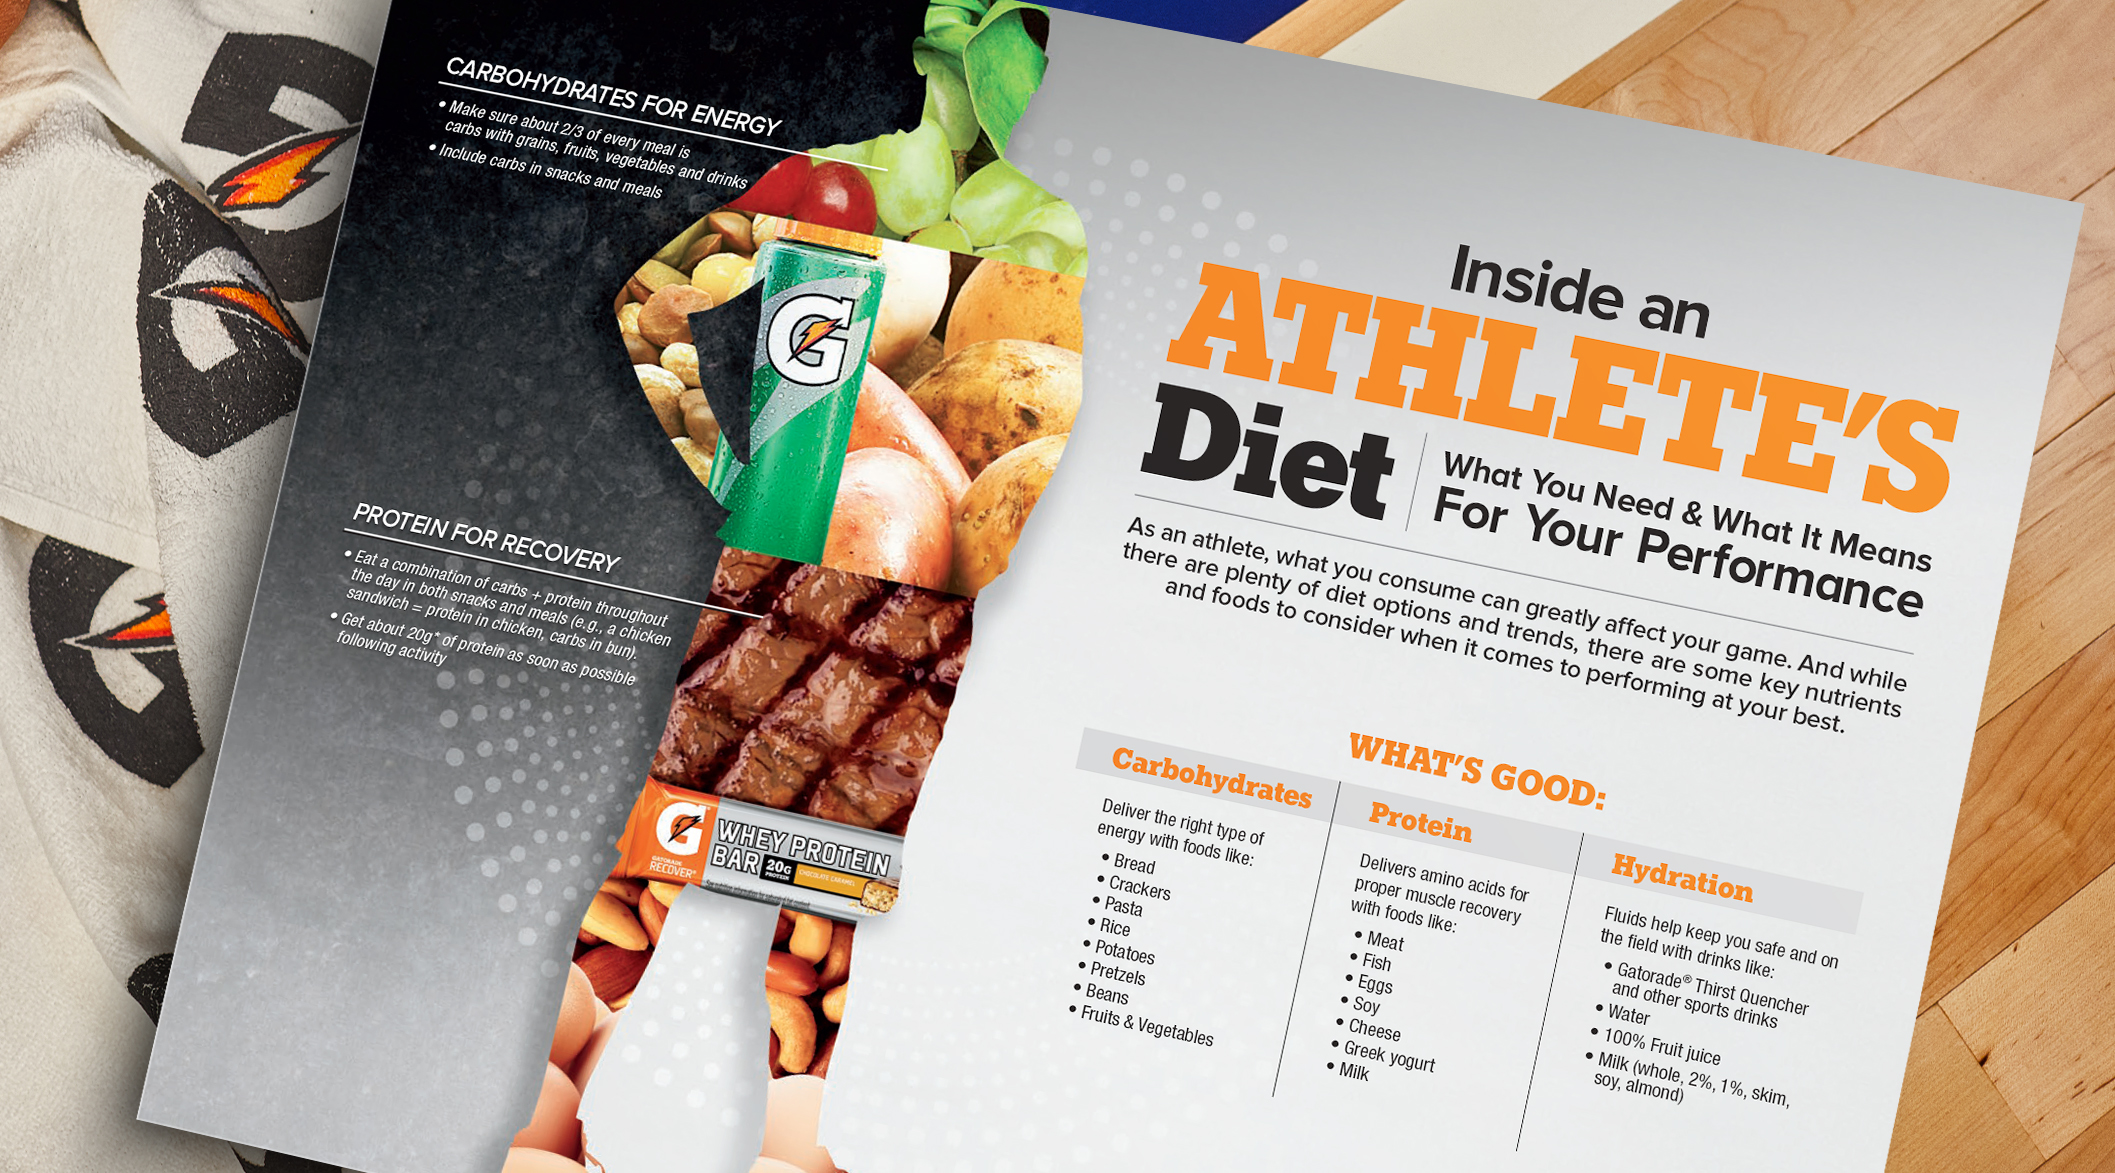 CARBOHYDRATES FOR ENERGY
• Make sure about 2/3 of every meal is
carbs with grains, fruits, vegetables and drinks
• Include carbs in snacks and meals
G
PROTEIN FOR RECOVERY
• Eat a combination of carbs + protein throughout
the day in both snacks and meals (e.g., a chicken
sandwich = protein in chicken, carbs in bun).
• Get about 20g* of protein as soon as possible
following activity
G
GATORADE
RECOVER®
WHEY PROTEIN
BAR 20G
PROTEIN
CHOCOLATE CARAMEL
Inside an
ATHLETE'S
Diet
What You Need & What It Means
For Your Performance
As an athlete, what you consume can greatly affect your game. And while
there are plenty of diet options and trends, there are some key nutrients
and foods to consider when it comes to performing at your best.
WHAT'S GOOD:
Carbohydrates
Deliver the right type of
energy with foods like:
• Bread
• Crackers
• Pasta
• Rice
• Potatoes
• Pretzels
• Beans
• Fruits & Vegetables
Protein
Delivers amino acids for
proper muscle recovery
with foods like:
• Meat
• Fish
• Eggs
• Soy
• Cheese
• Greek yogurt
• Milk
Hydration
Fluids help keep you safe and on
the field with drinks like:
• Gatorade® Thirst Quencher
and other sports drinks
• Water
• 100% Fruit juice
• Milk (whole, 2%, 1%, skim,
soy, almond)
G
G
G